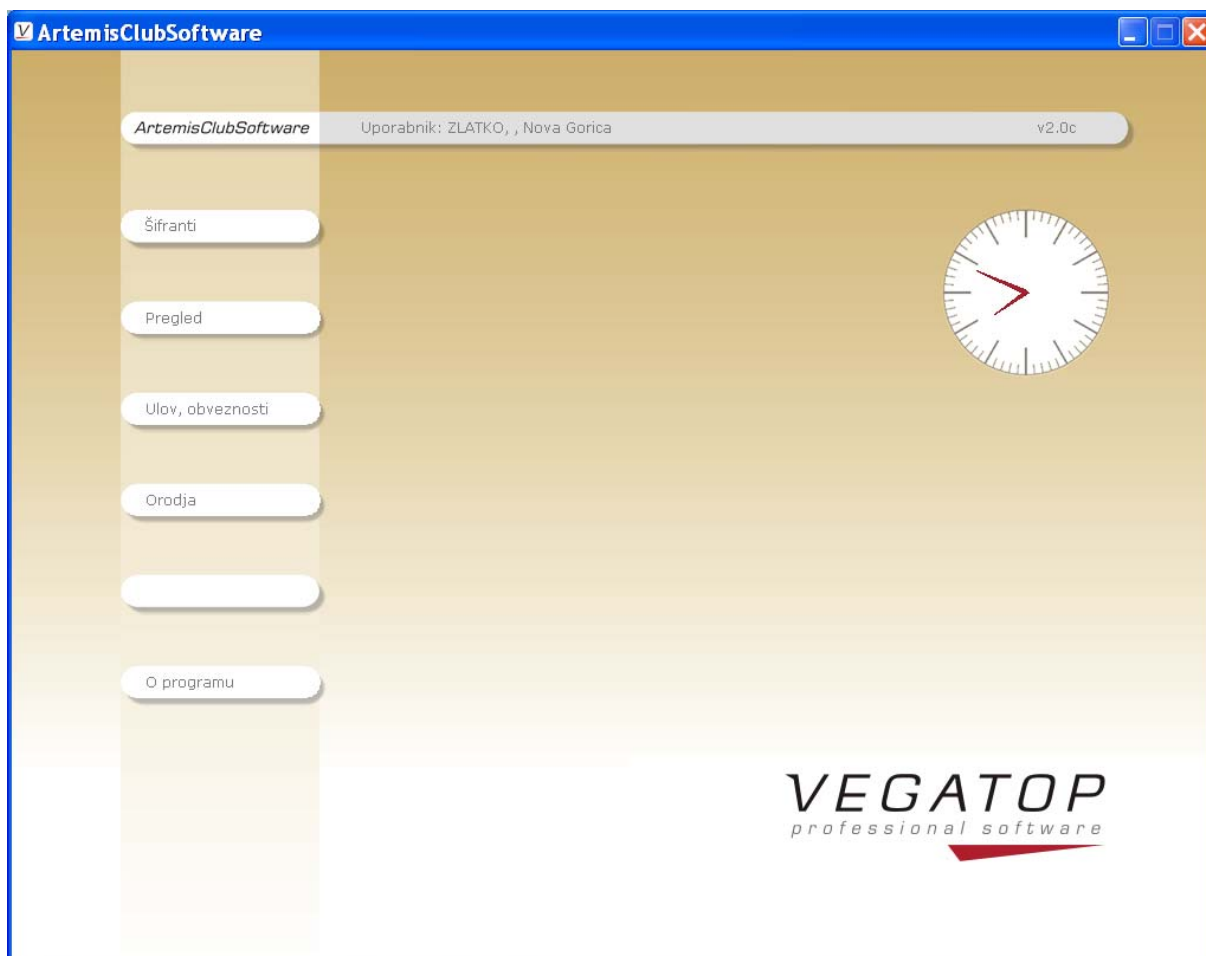 ArtemisClubSoftware
ArtemisClubSoftware Uporabnik: ZLATKO, , Nova Gorica v2.0c
Šifranti
Pregled
Ulov, obveznosti
Orodja
O programu
VEGATOP
professional software